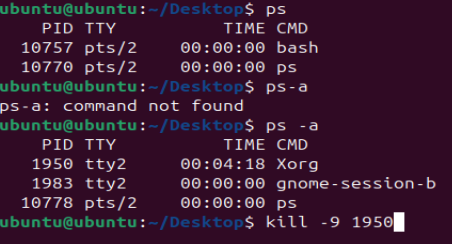 ubuntu@ubuntu:~/Desktop$ ps
    PID TTY          TIME CMD
  10757 pts/2    00:00:00 bash
  10770 pts/2    00:00:00 ps
ubuntu@ubuntu:~/Desktop$ ps-a
ps-a: command not found
ubuntu@ubuntu:~/Desktop$ ps -a
    PID TTY          TIME CMD
   1950 tty2     00:04:18 Xorg
   1983 tty2     00:00:00 gnome-session-b
  10778 pts/2    00:00:00 ps
ubuntu@ubuntu:~/Desktop$ kill -9 1950